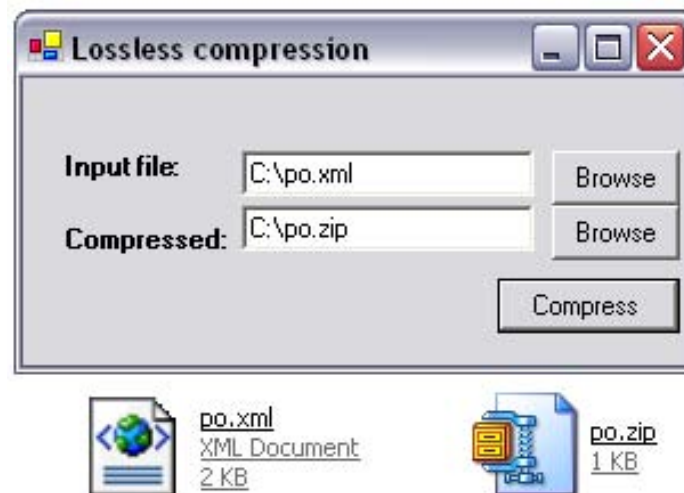 Lossless compression
Input file: C:\po.xml Browse
Compressed: C:\po.zip Browse
Compress
po.xml
XML Document
2 KB
po.zip
1 KB